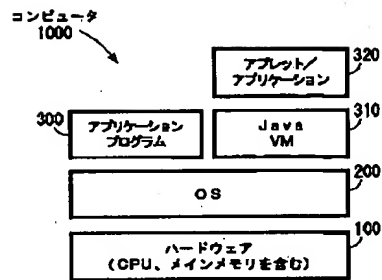 コンピュータ
1000
アプレット／
アプリケーション
320
300
アプリケーション
プログラム
Java
VM
310
OS
200
ハードウェア
(CPU、メインメモリを含む)
100